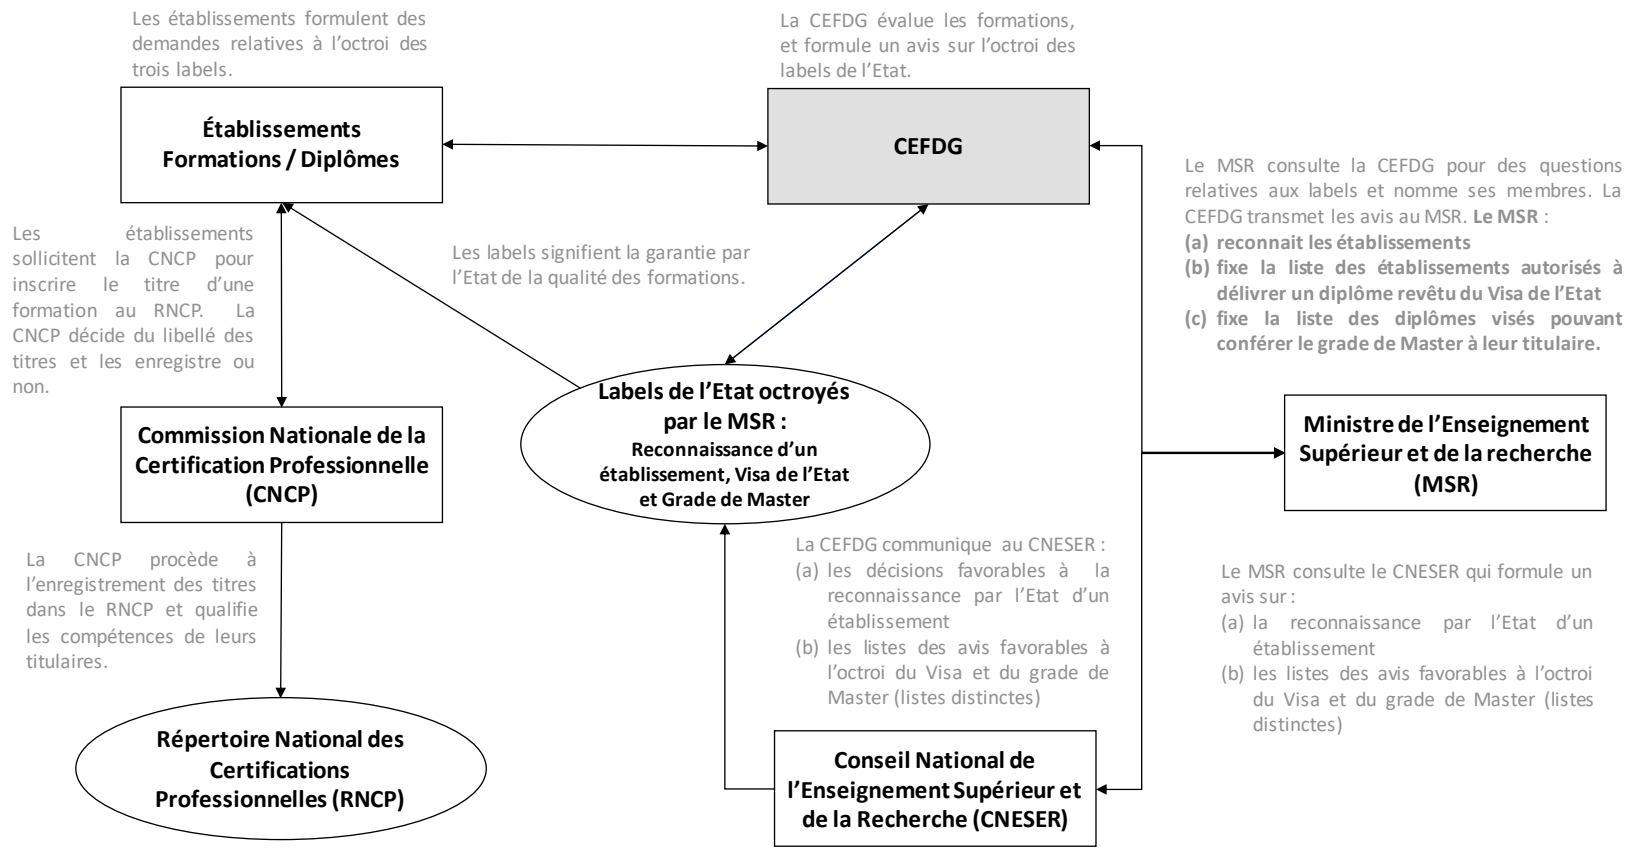 Les établissements formulent des
demandes relatives à l'octroi des
trois labels.
La CEFDG évalue les formations,
et formule un avis sur l'octroi des
labels de l'Etat.
Établissements
Formations / Diplômes
CEFDG
Le MSR consulte la CEFDG pour des questions
relatives aux labels et nomme ses membres. La
CEFDG transmet les avis au MSR. Le MSR :
(a) reconnait les établissements
(b) fixe la liste des établissements autorisés à
délivrer un diplôme revêtu du Visa de l'Etat
(c) fixe la liste des diplômes visés pouvant
conférer le grade de Master à leur titulaire.
Les établissements
sollicitent la CNCP pour
inscrire le titre d'une
formation au RNCP. La
CNCP décide du libellé des
titres et les enregistre ou
non.
Les labels signifient la garantie par
l'Etat de la qualité des formations.
Commission Nationale de la
Certification Professionnelle
(CNCP)
Labels de l'Etat octroyés
par le MSR :
Reconnaissance d'un
établissement, Visa de l'Etat
et Grade de Master
Ministre de l'Enseignement
Supérieur et de la recherche
(MSR)
La CNCP procède à
l'enregistrement des titres
dans le RNCP et qualifie
les compétences de leurs
titulaires.
La CEFDG communique au CNESER :
(a) les décisions favorables à la
reconnaissance par l'Etat d'un
établissement
(b) les listes des avis favorables à
l'octroi du Visa et du grade de
Master (listes distinctes)
Le MSR consulte le CNESER qui formule un
avis sur :
(a) la reconnaissance par l'Etat d'un
établissement
(b) les listes des avis favorables à l'octroi
du Visa et du grade de Master (listes
distinctes)
Répertoire National des
Certifications
Professionnelles (RNCP)
Conseil National de
l'Enseignement Supérieur et
de la Recherche (CNESER)